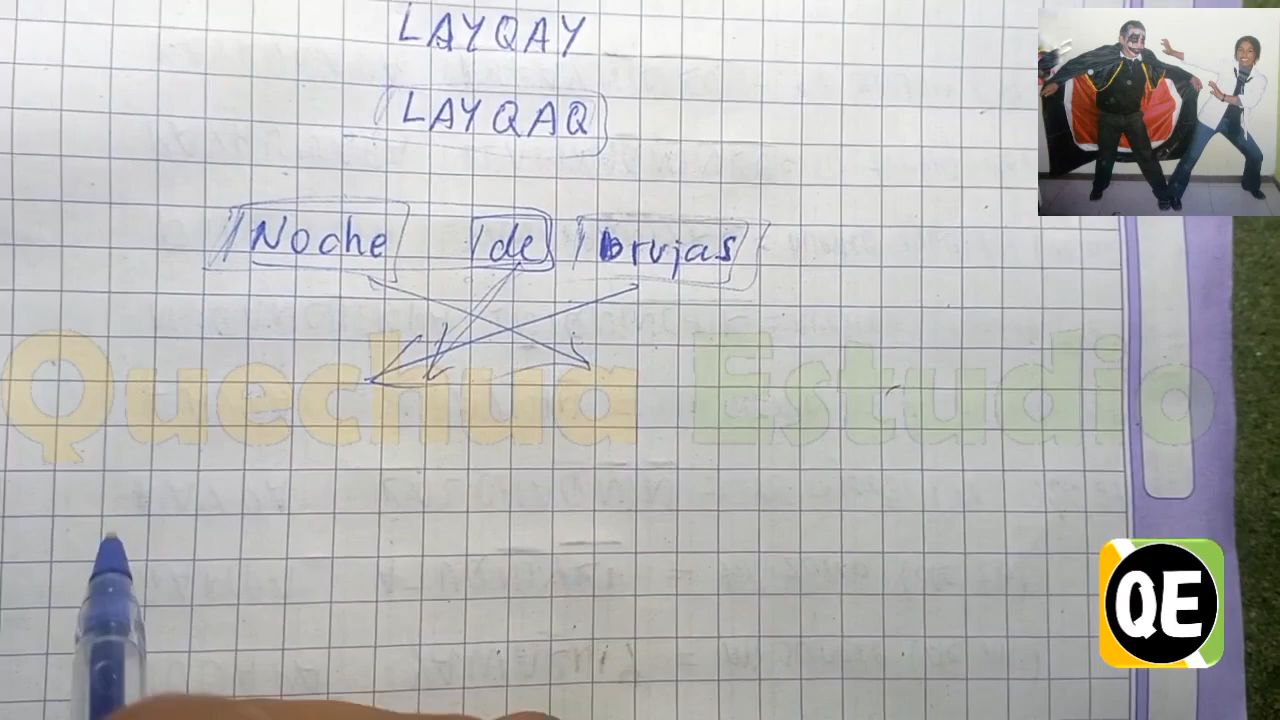 LAYQAY
LAYQAQ
Noche de brujas
Quechua Estudio
QE